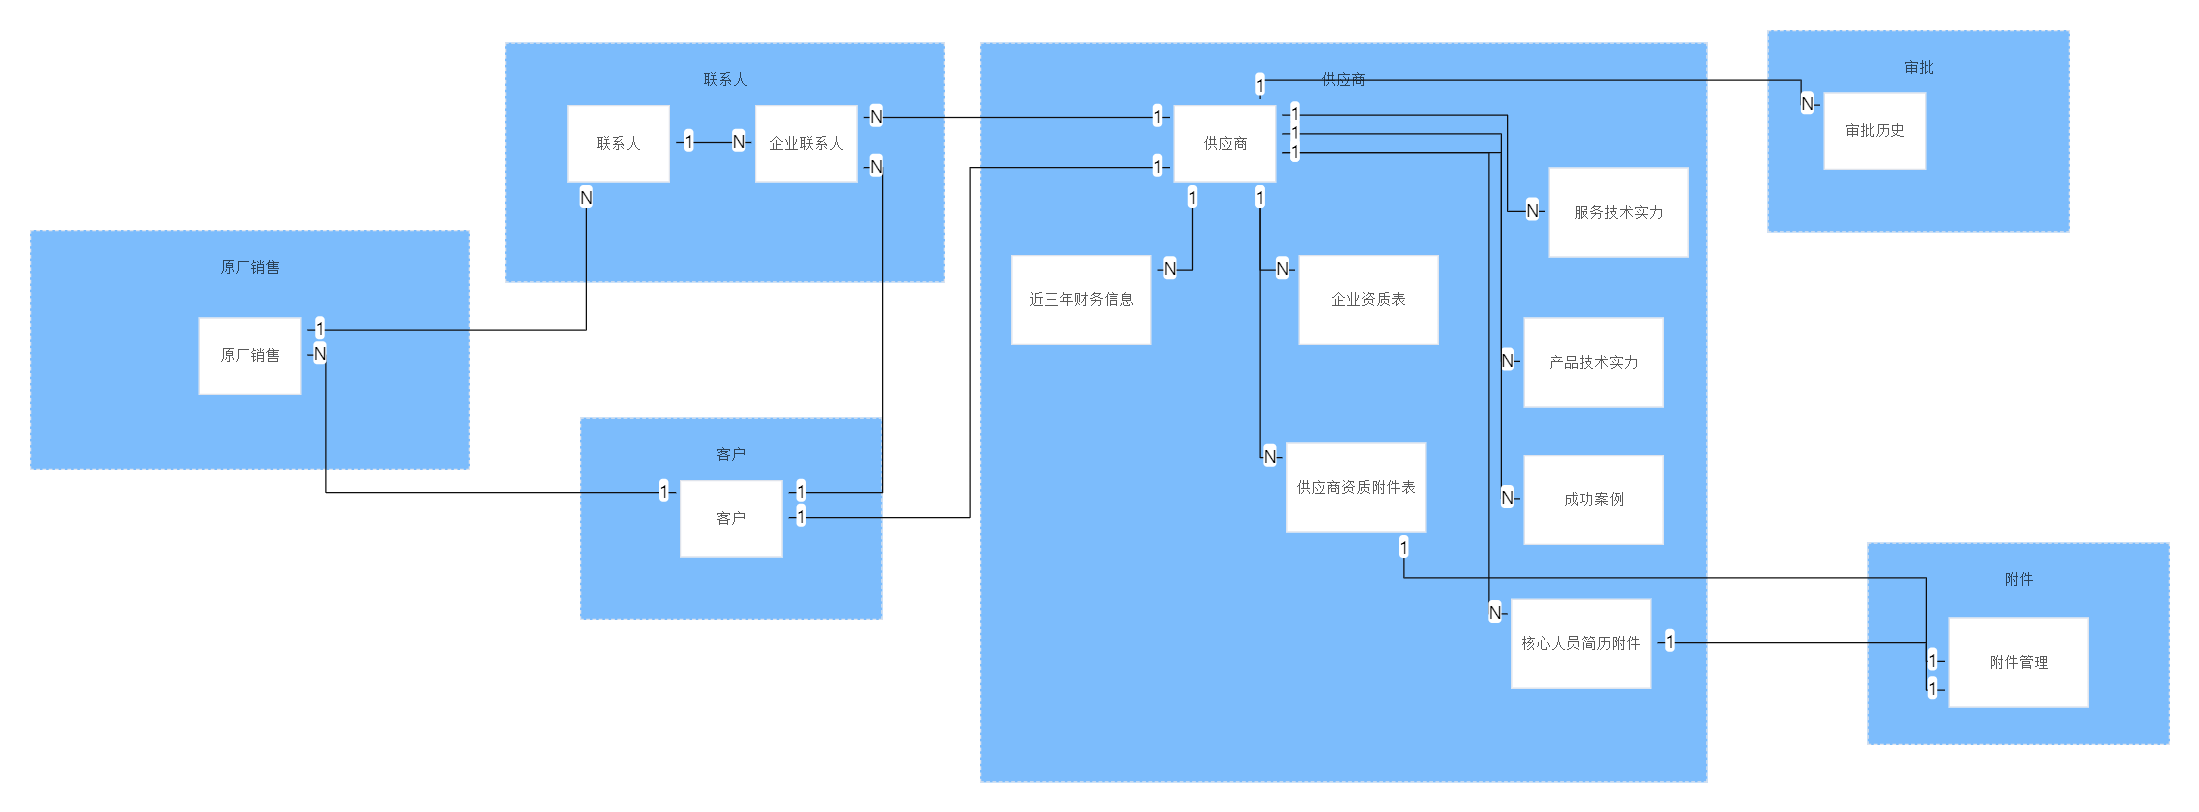 审批
联系人
供应商
1
N
审批历史
联系人
1
N
企业联系人
N
N
1
1
供应商
1
1
1
N
1
1
N
服务技术实力
原厂销售
近三年财务信息
N
N
企业资质表
原厂销售
1
N
N
产品技术实力
客户
1
客户
1
1
N
供应商资质附件表
1
N
成功案例
附件
N
核心人员简历附件
1
1
1
附件管理